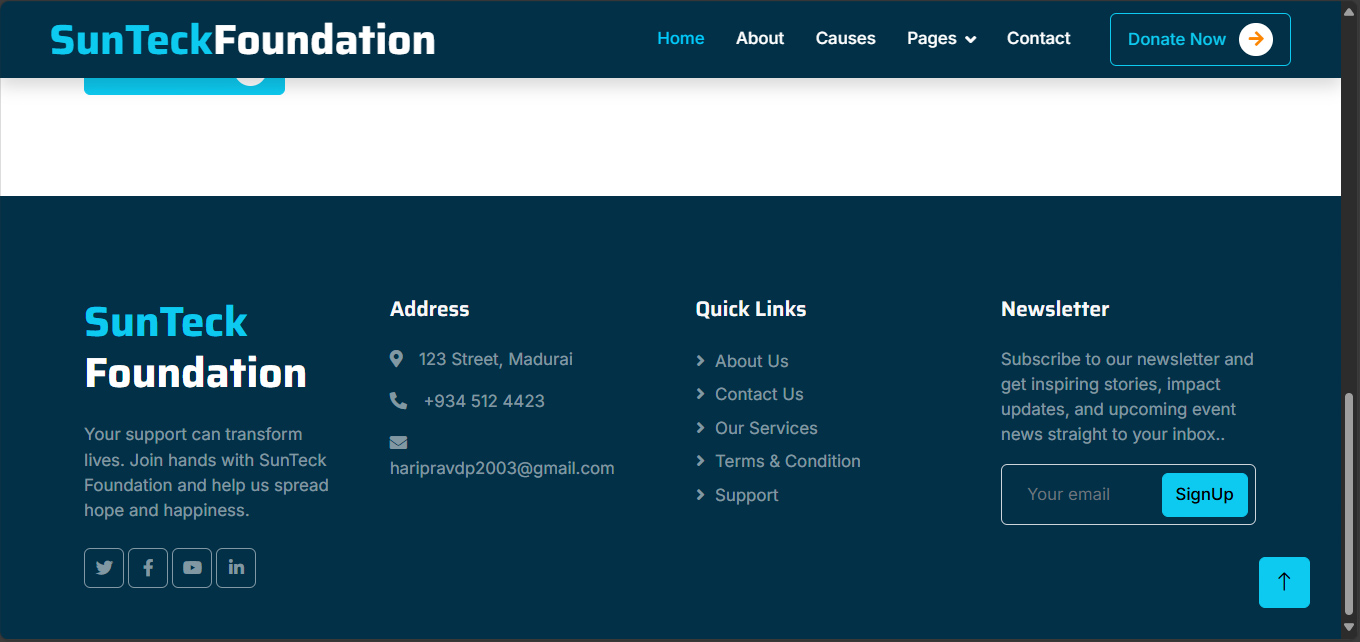 SunTeckFoundation
Home About Causes Pages Contact Donate Now
SunTeck
Foundation
Your support can transform
lives. Join hands with SunTeck
Foundation and help us spread
hope and happiness.
Address
123 Street, Madurai
+934 512 4423
haripravdp2003@gmail.com
Quick Links
About Us
Contact Us
Our Services
Terms & Condition
Support
Newsletter
Subscribe to our newsletter and
get inspiring stories, impact
updates, and upcoming event
news straight to your inbox..
Your email SignUp